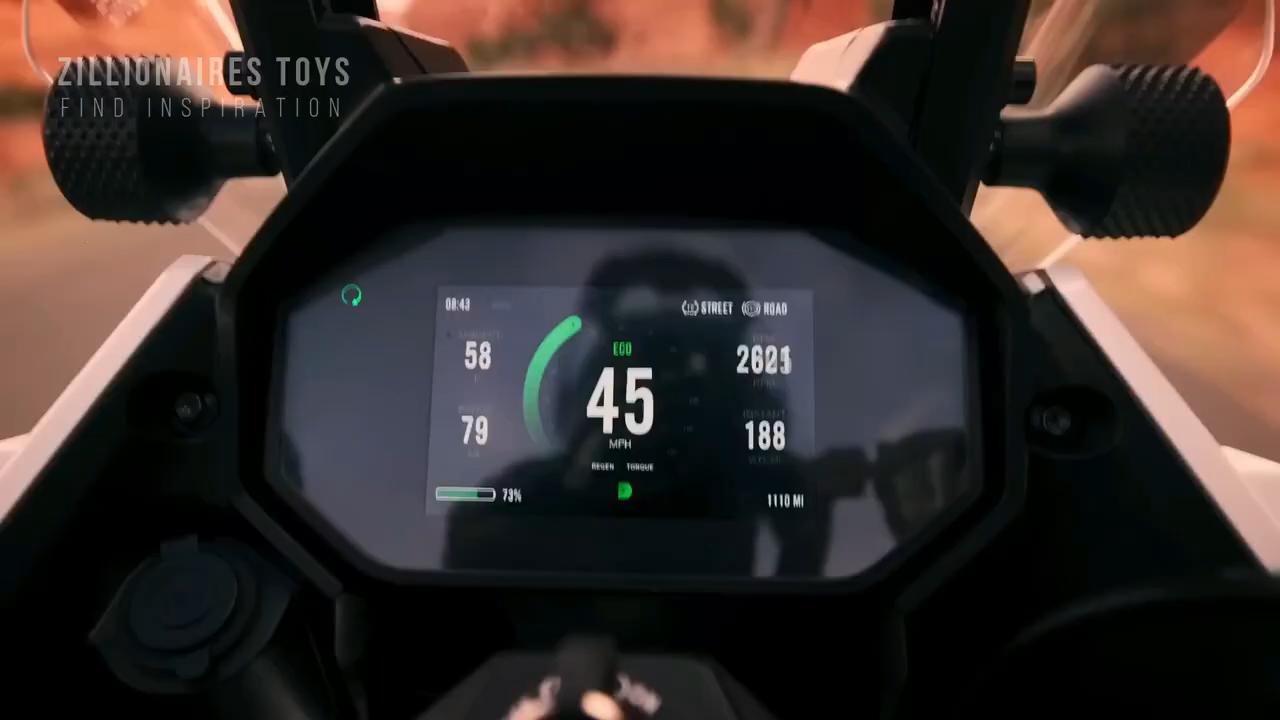 ZILLIONAIRES TOYS
FIND INSPIRATION
08:43
STREET ROAD
58
ECO
45
MPH
79
INSTANT
188
REGEN TORQUE
D
73%
1110 MI